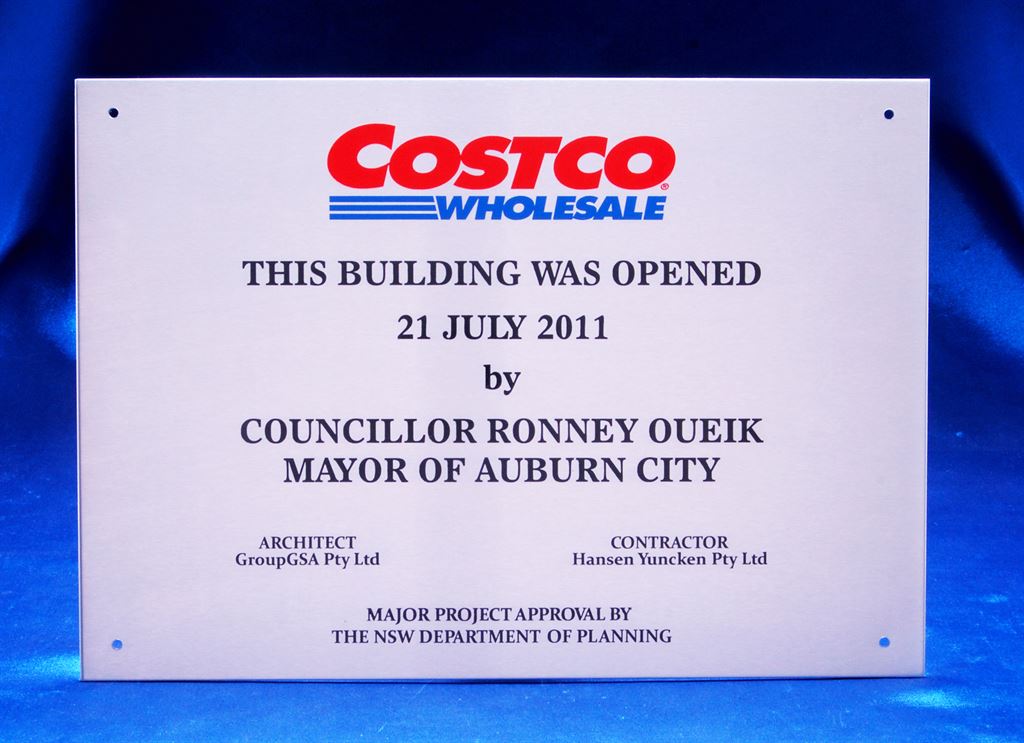 COSTCO®
WHOLESALE
THIS BUILDING WAS OPENED
21 JULY 2011
by
COUNCILLOR RONNEY OUEIK
MAYOR OF AUBURN CITY
ARCHITECT
GroupGSA Pty Ltd
CONTRACTOR
Hansen Yuncken Pty Ltd
MAJOR PROJECT APPROVAL BY
THE NSW DEPARTMENT OF PLANNING